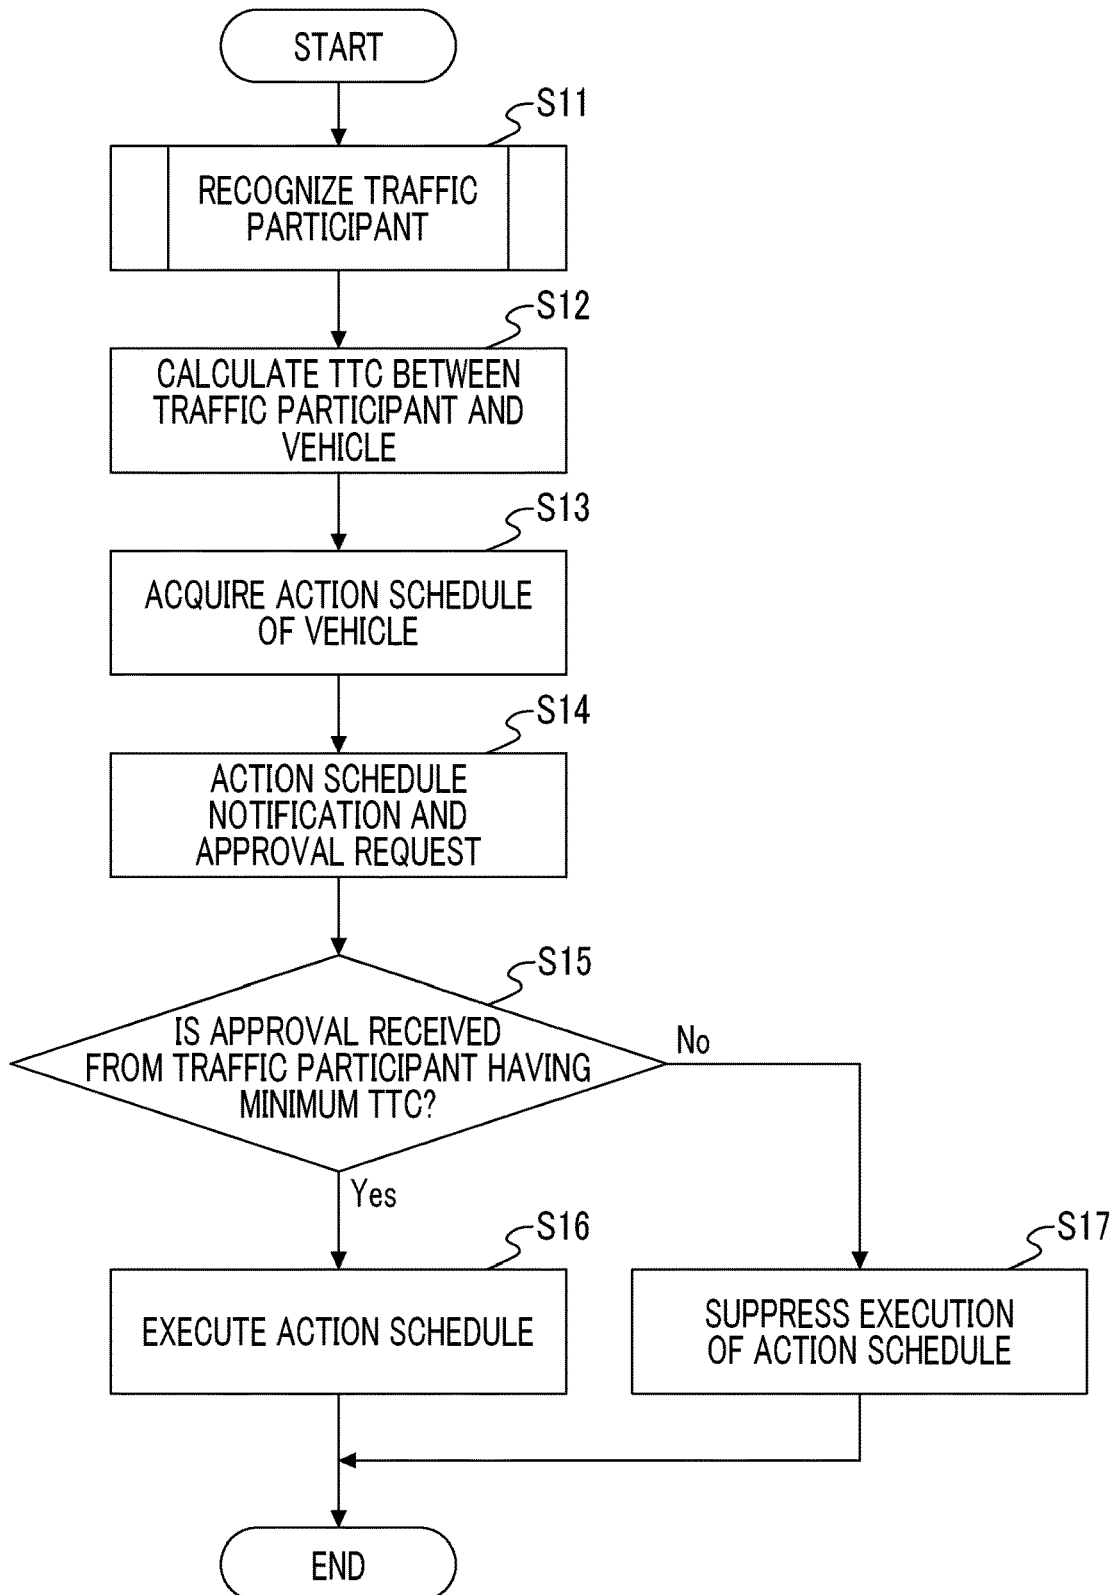 START
S11
RECOGNIZE TRAFFIC
PARTICIPANT
S12
CALCULATE TTC BETWEEN
TRAFFIC PARTICIPANT AND
VEHICLE
S13
ACQUIRE ACTION SCHEDULE
OF VEHICLE
S14
ACTION SCHEDULE
NOTIFICATION AND
APPROVAL REQUEST
S15
IS APPROVAL RECEIVED
FROM TRAFFIC PARTICIPANT HAVING
MINIMUM TTC?
No
Yes
S16
EXECUTE ACTION SCHEDULE
S17
SUPPRESS EXECUTION
OF ACTION SCHEDULE
END